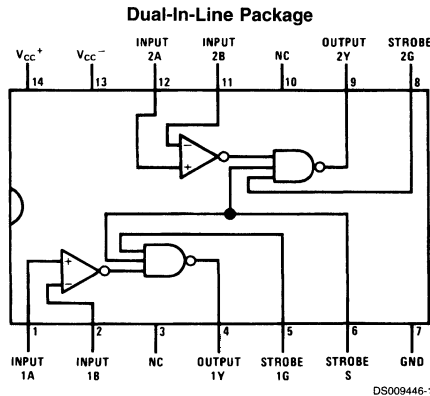 Dual-In-Line Package
INPUT INPUT OUTPUT STROBE
VCC+ VCC− 2A 2B NC 2Y 2G
14 13 12 11 10 9 8
−
+
+
−
1 2 3 4 5 6 7
INPUT INPUT NC OUTPUT STROBE STROBE GND
1A 1B 1Y 1G S
DS009446-1